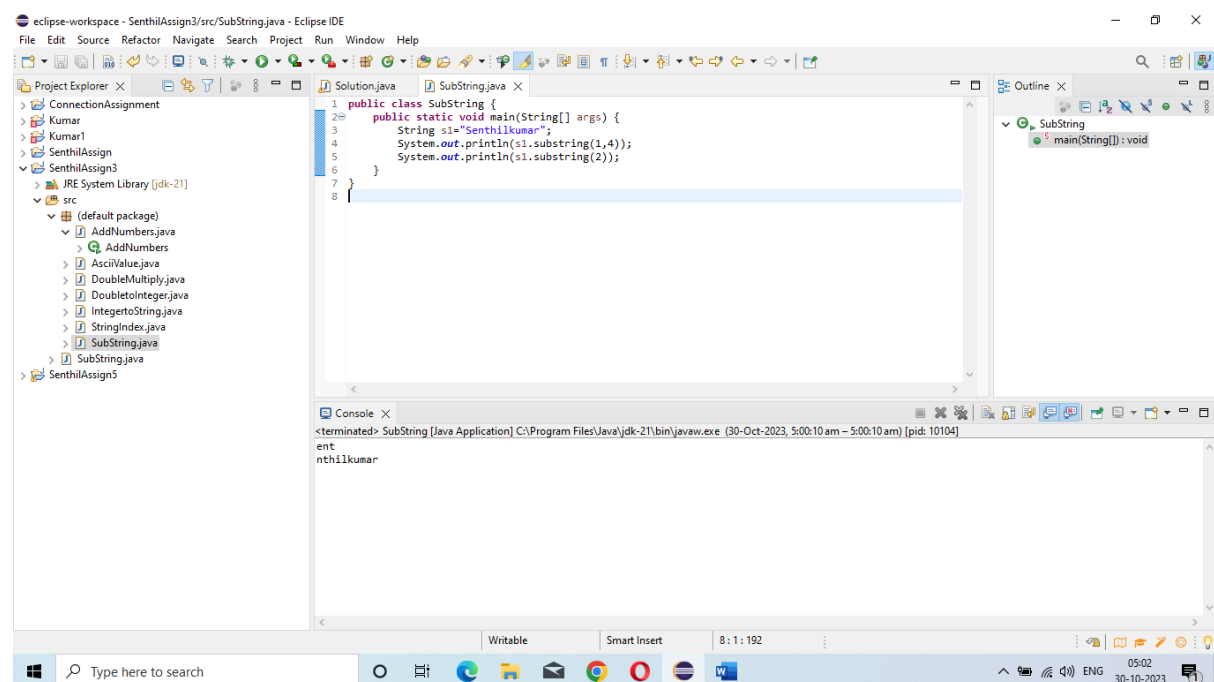 eclipse-workspace - SenthilAssign3/src/SubString.java - Eclipse IDE
File Edit Source Refactor Navigate Search Project Run Window Help
Project Explorer
ConnectionAssignment
Kumar
Kumar1
SenthilAssign
SenthilAssign3
JRE System Library [jdk-21]
src
(default package)
AddNumbers.java
AddNumbers
AsciiValue.java
DoubleMultiply.java
DoubletoInteger.java
IntegertoString.java
StringIndex.java
SubString.java
SubString.java
SenthilAssign5
Solution.java SubString.java
1 public class SubString {
2 public static void main(String[] args) {
3 String s1="Senthilkumar";
4 System.out.println(s1.substring(1,4));
5 System.out.println(s1.substring(2));
6 }
7 }
8
Outline
SubString
main(String[]) : void
Console
<terminated> SubString [Java Application] C:\Program Files\Java\jdk-21\bin\javaw.exe (30-Oct-2023, 5:00:10 am – 5:00:10 am) [pid: 10104]
ent
nthilkumar
Writable Smart Insert 8 : 1 : 192
Type here to search
ENG
05:02
30-10-2023